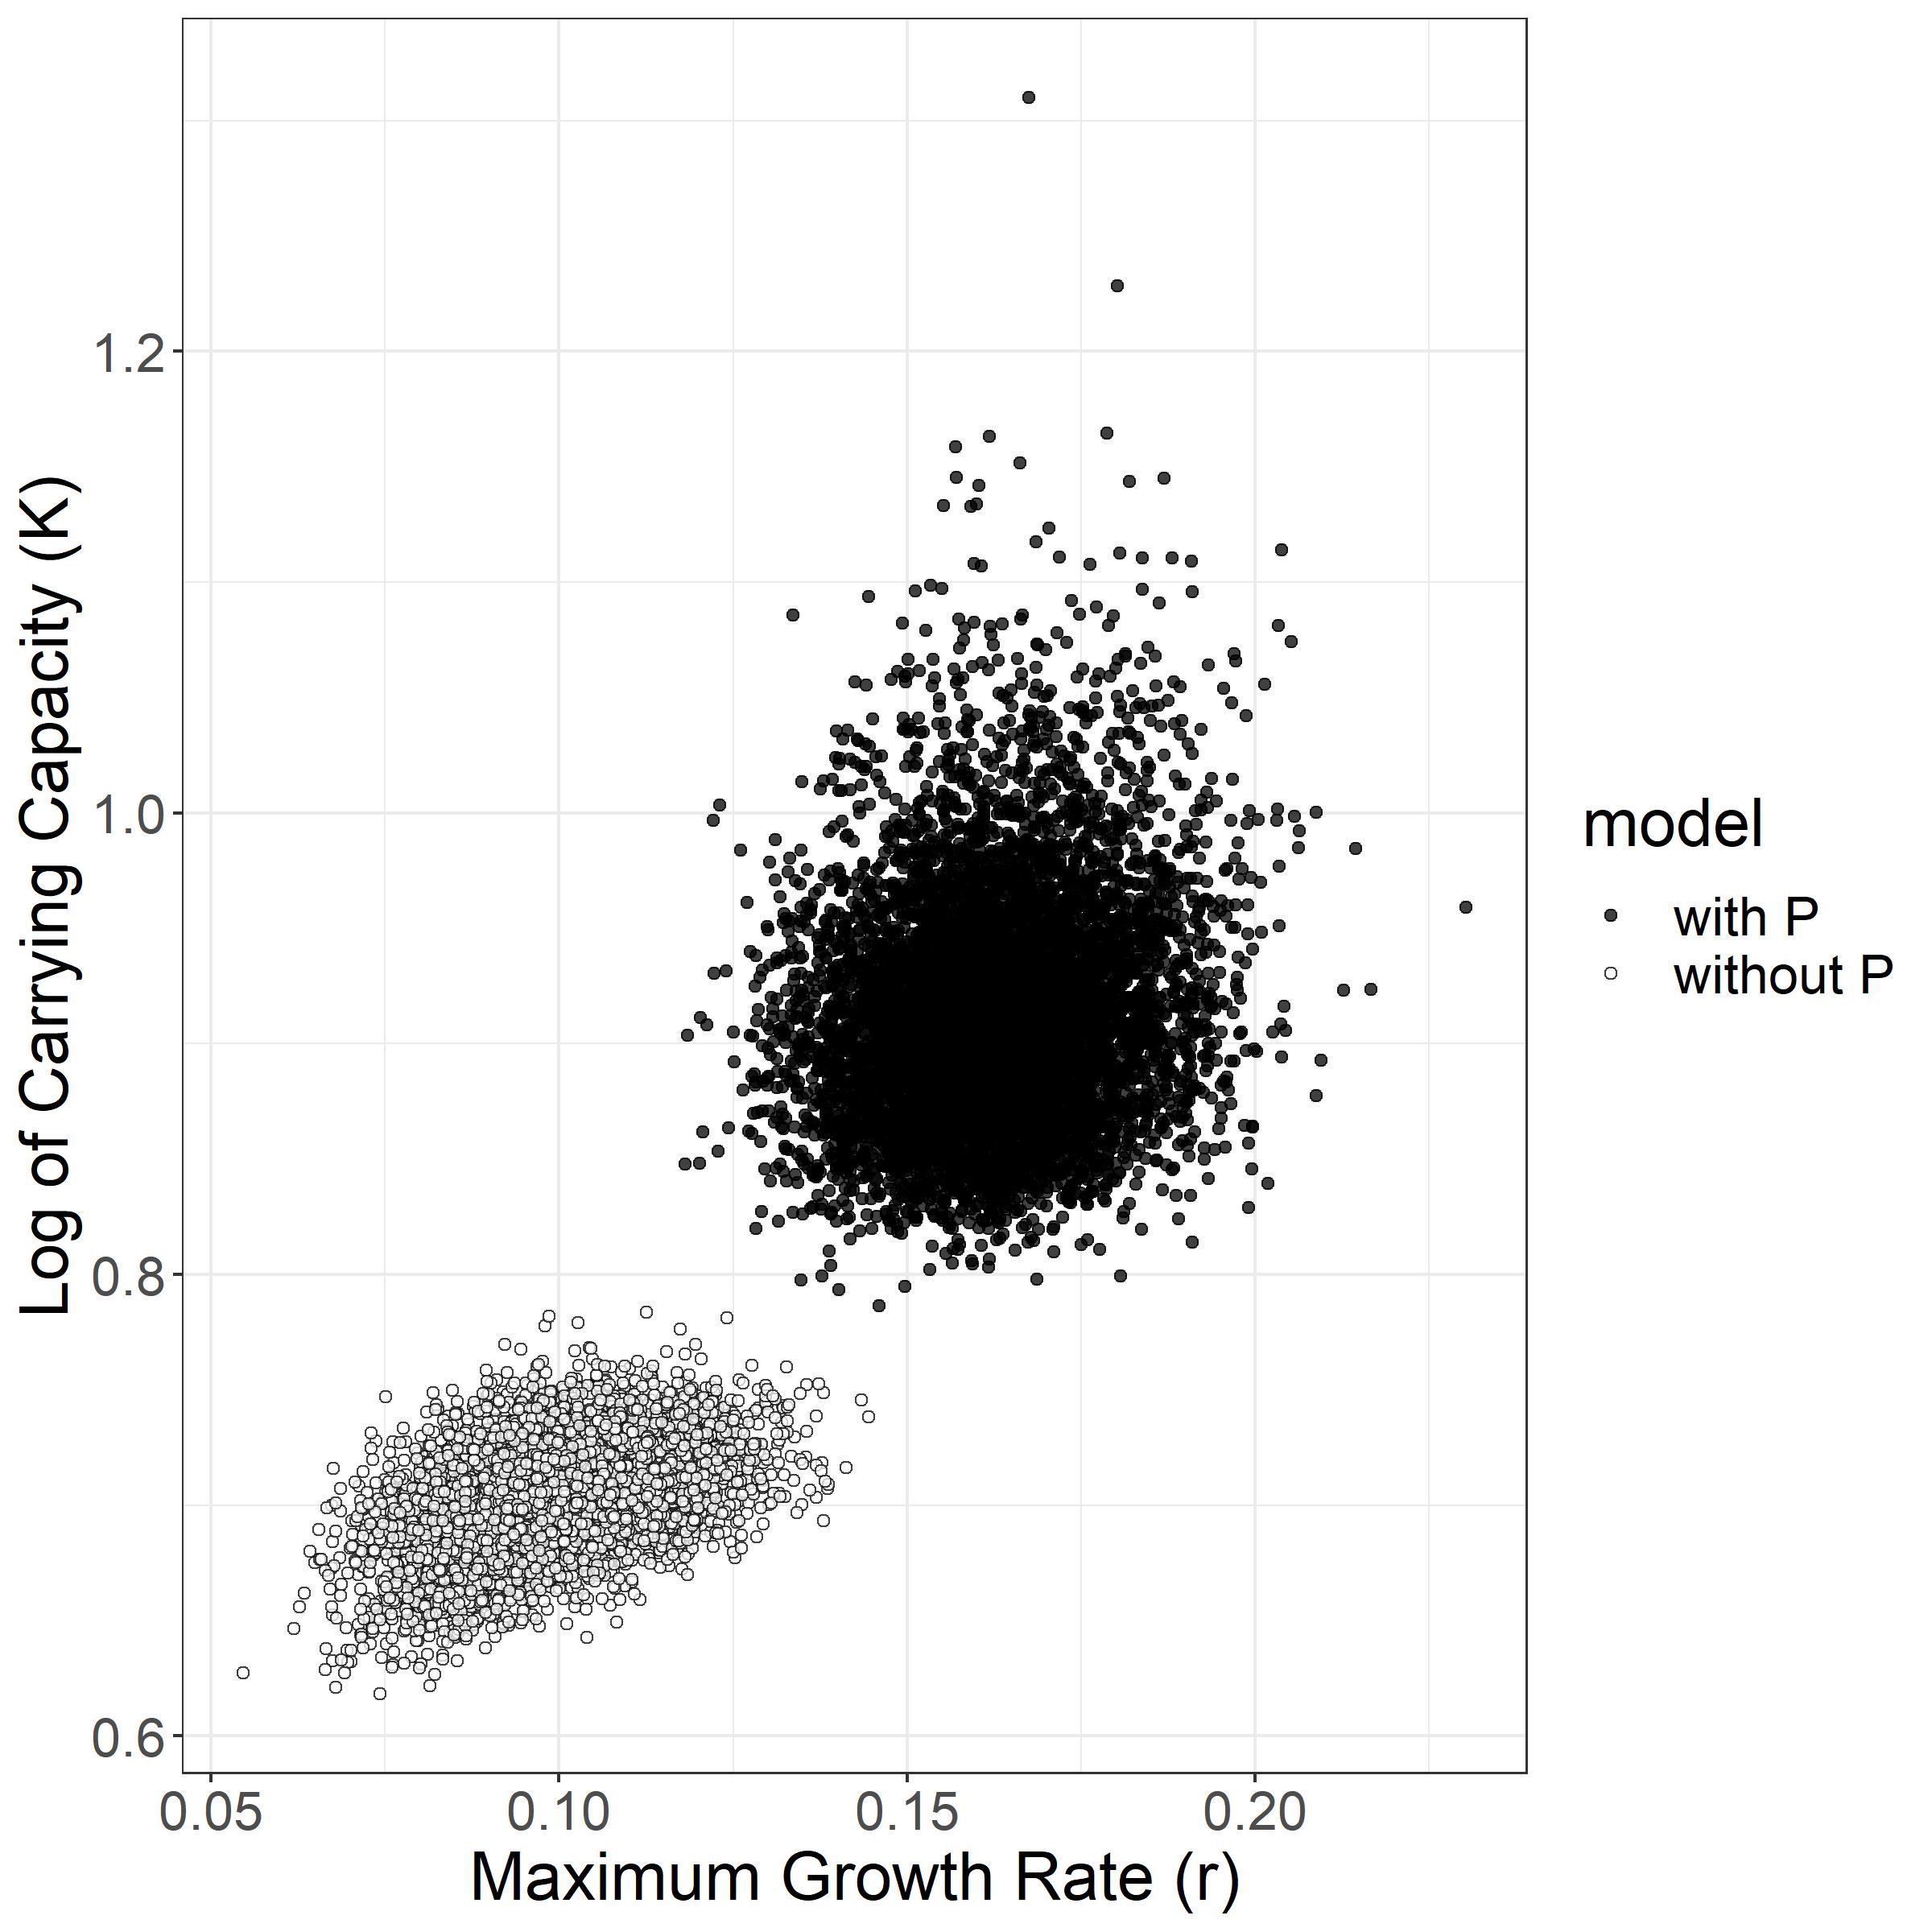 Log of Carrying Capacity (K)
1.2
1.0
0.8
0.6
0.05
0.10
0.15
0.20
Maximum Growth Rate (r)
model
with P
without P